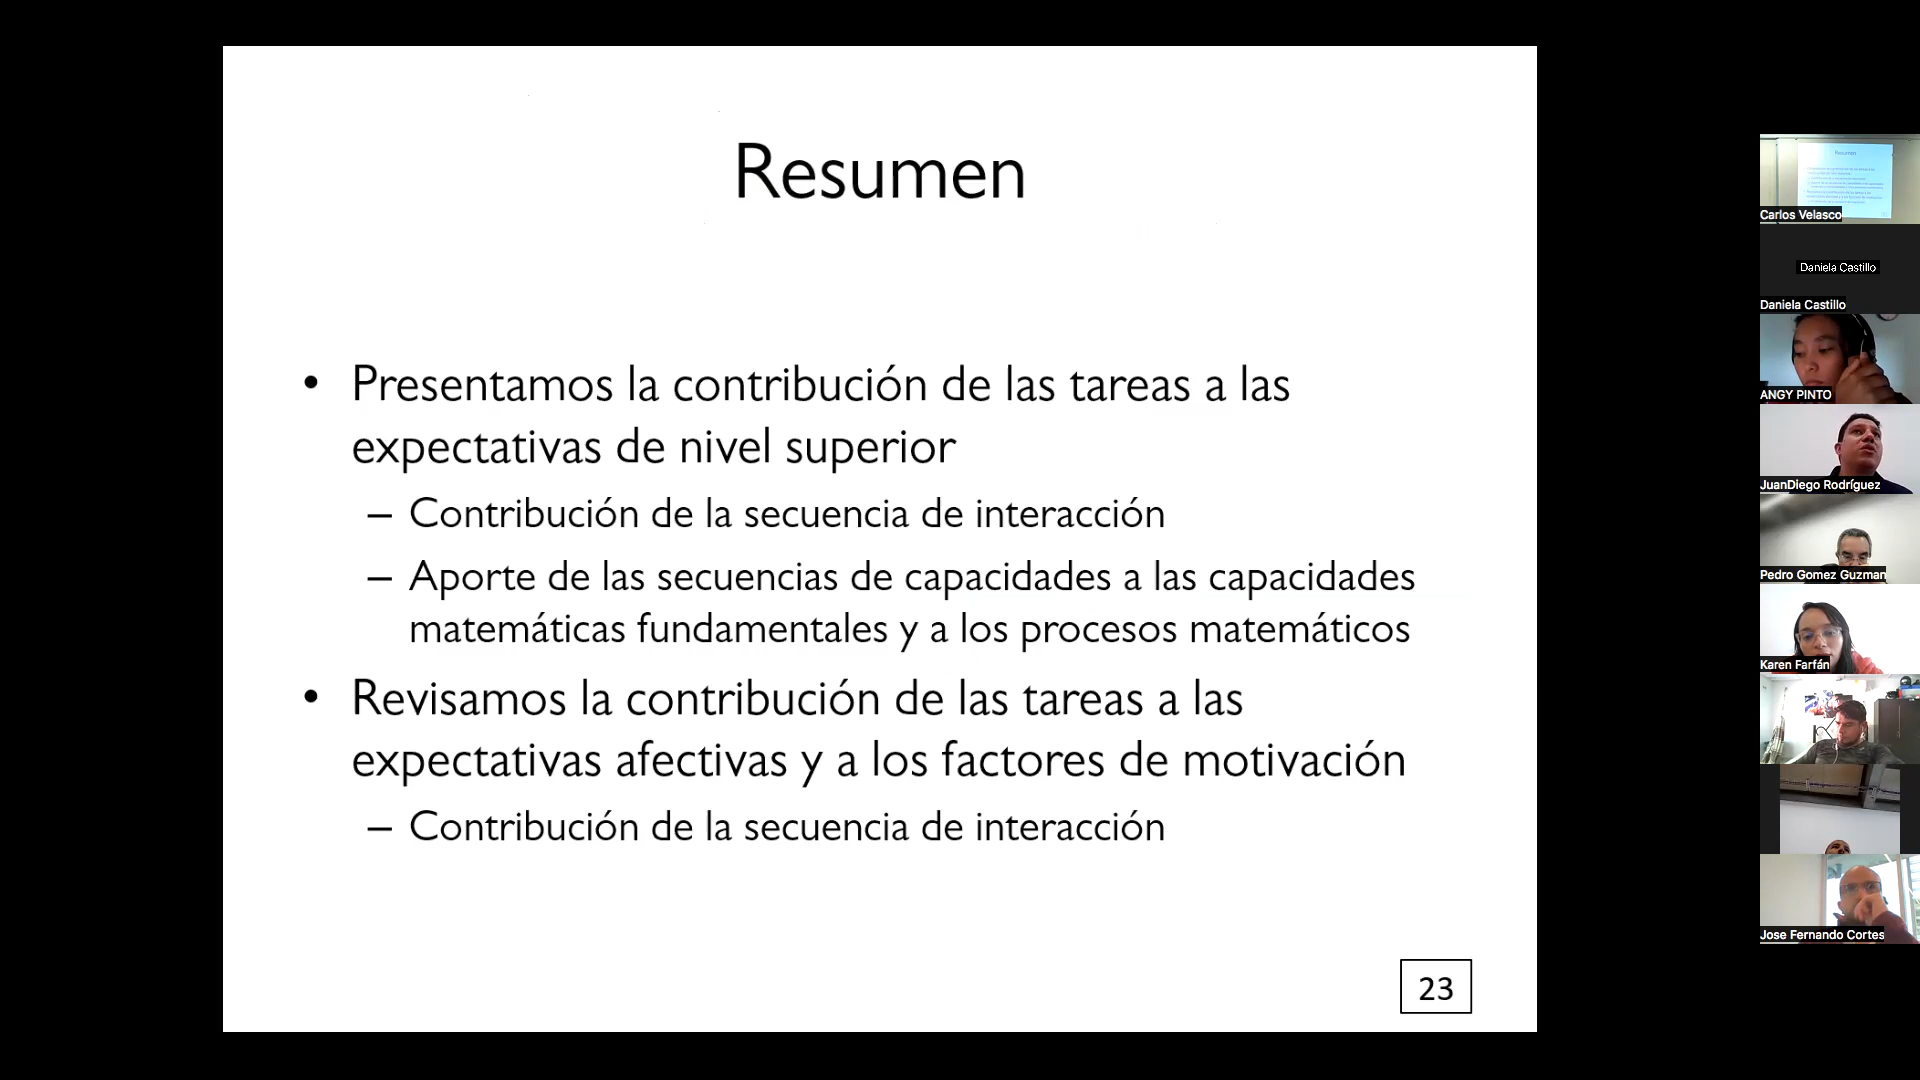 Resumen
• Presentamos la contribución de las tareas a las
expectativas de nivel superior
– Contribución de la secuencia de interacción
– Aporte de las secuencias de capacidades a las capacidades
matemáticas fundamentales y a los procesos matemáticos
• Revisamos la contribución de las tareas a las
expectativas afectivas y a los factores de motivación
– Contribución de la secuencia de interacción
23
Resumen
Carlos Velasco
Daniela Castillo
Daniela Castillo
ANGY PINTO
JuanDiego Rodríguez
Pedro Gomez Guzman
Karen Farfán
Jose Fernando Cortes